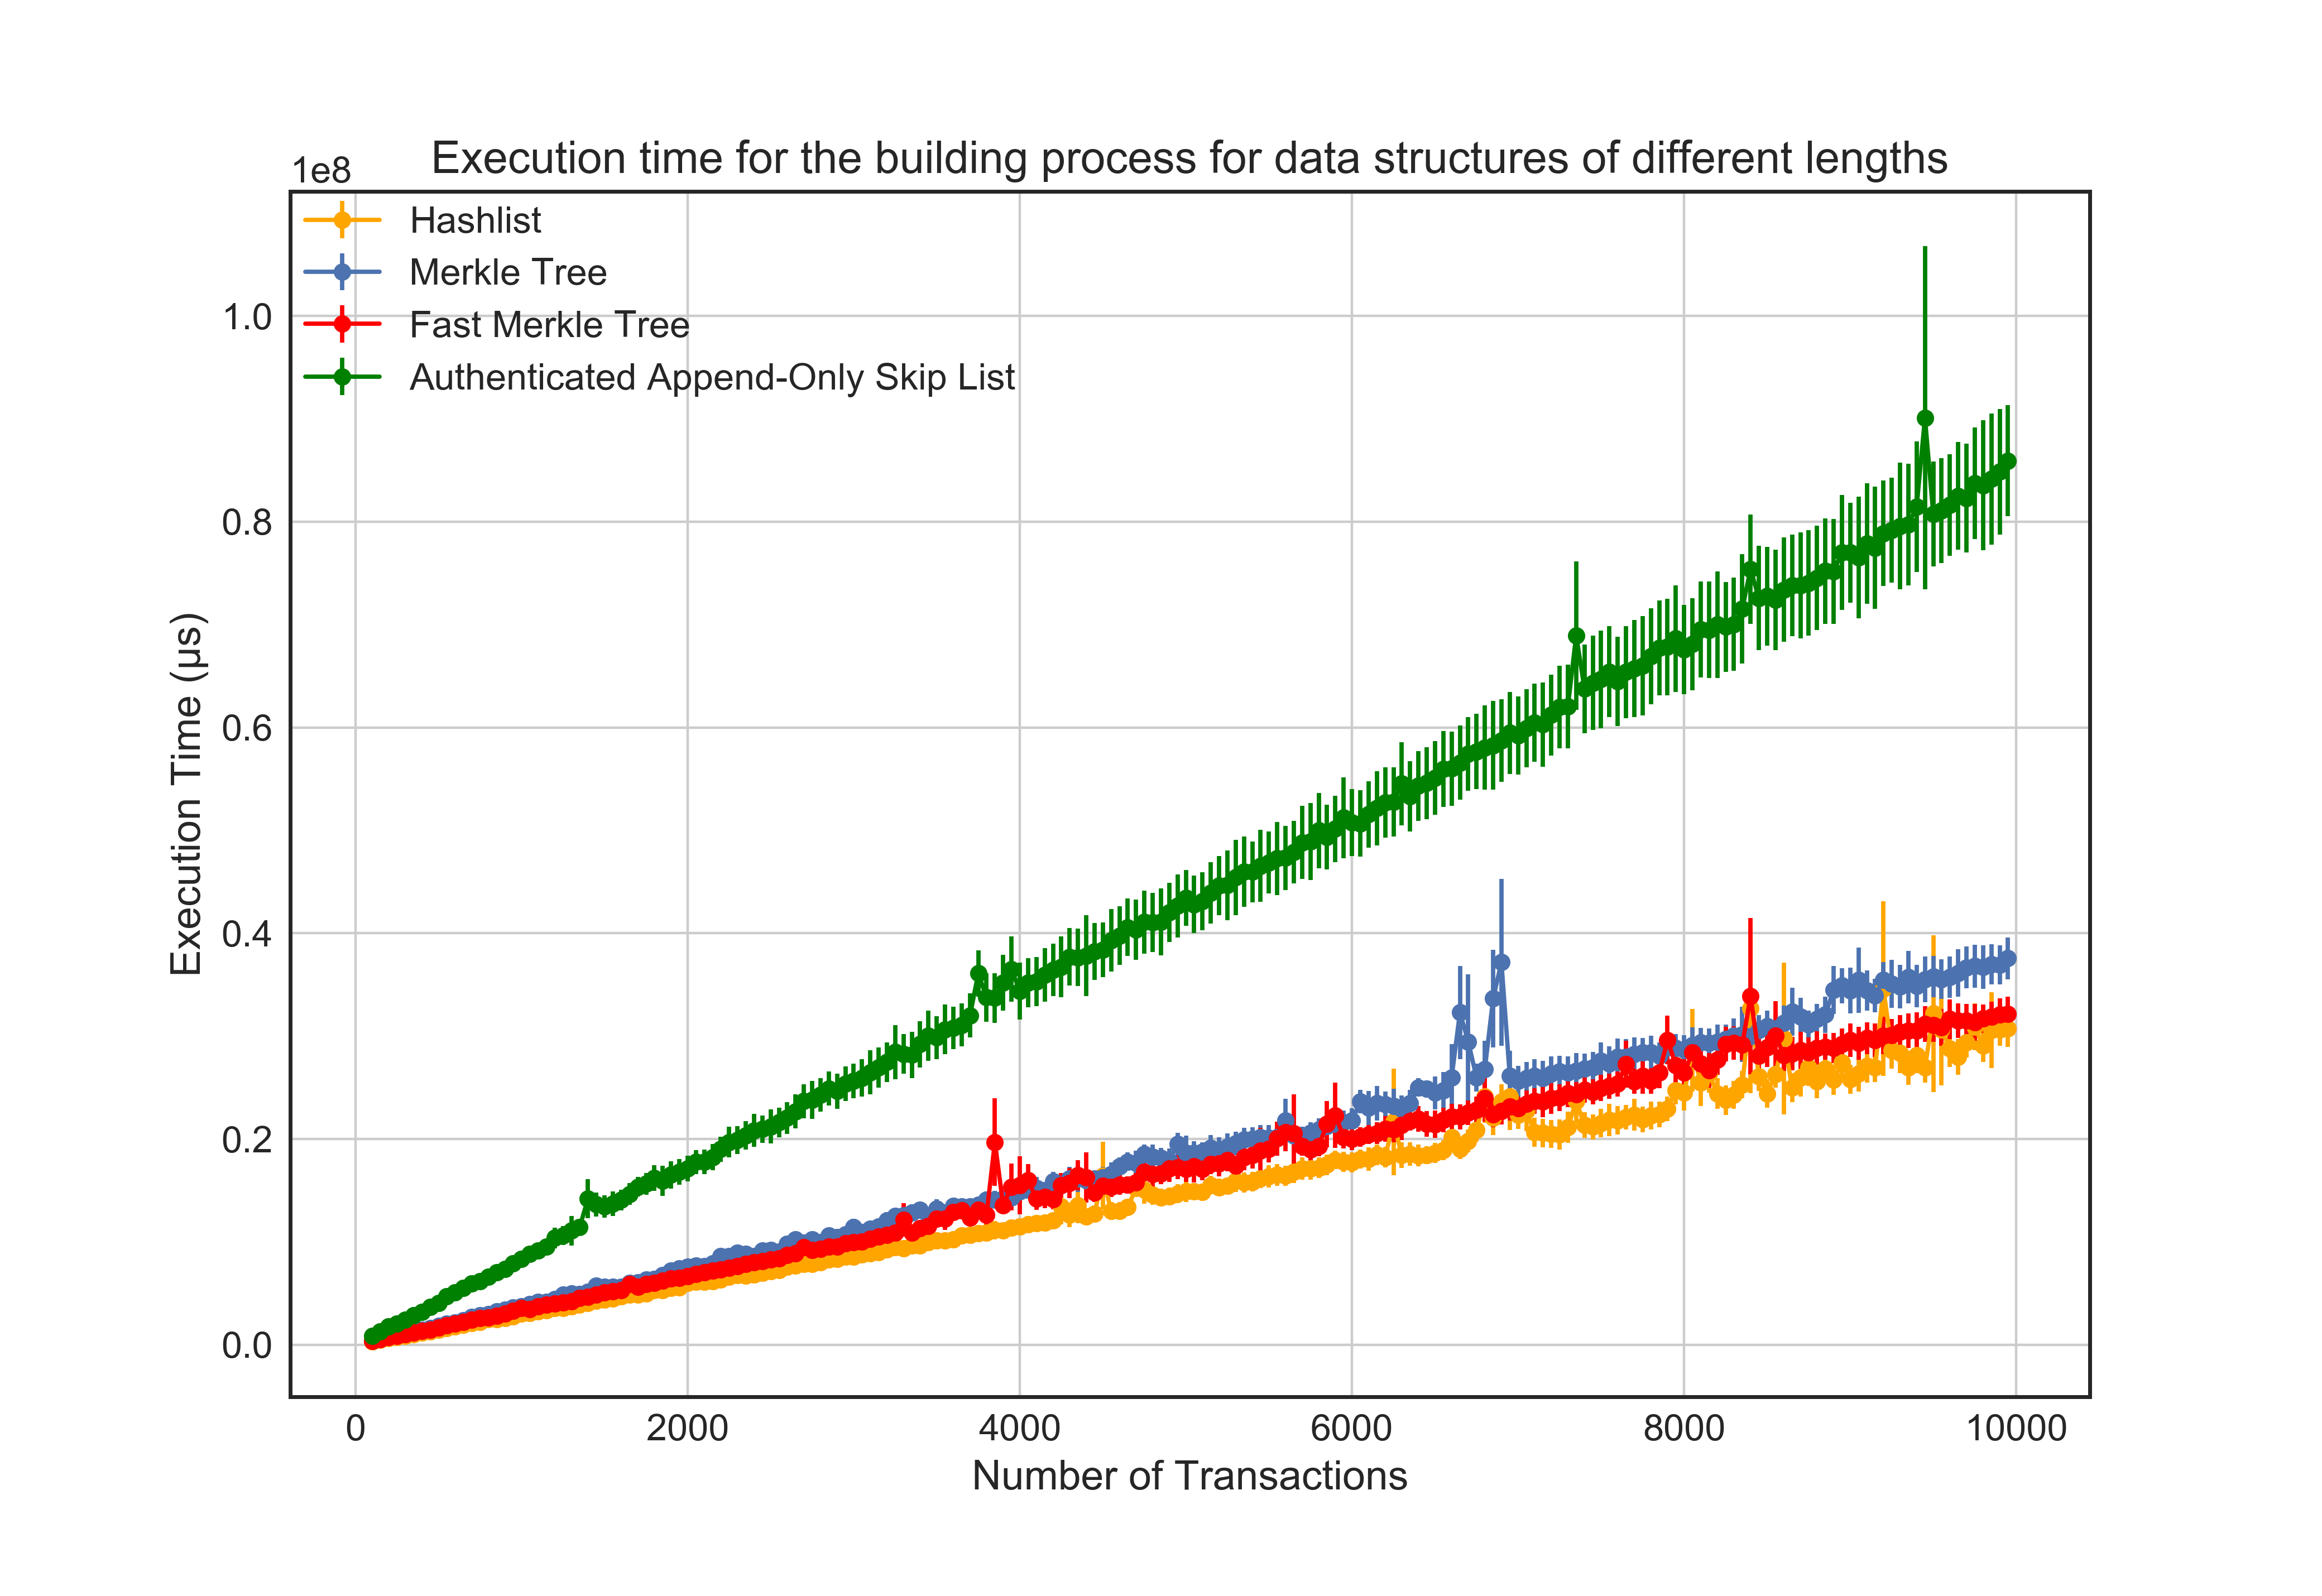 Execution time for the building process for data structures of different lengths
1e8
Hashlist
Merkle Tree
Fast Merkle Tree
Authenticated Append-Only Skip List
1.0
0.8
0.6
0.4
0.2
0.0
Execution Time (μs)
0 2000 4000 6000 8000 10000
Number of Transactions